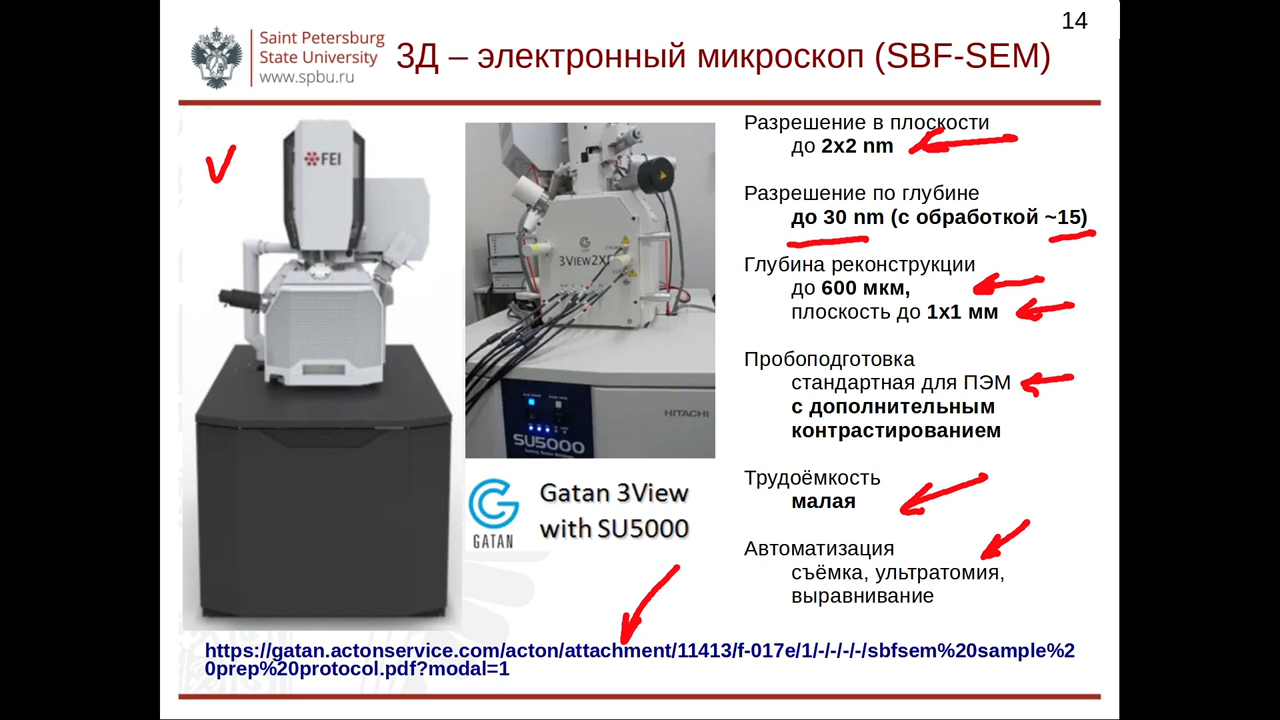 14
Saint Petersburg
State University
www.spbu.ru
3Д – электронный микроскоп (SBF-SEM)
FEI
3VIEW2XP
HITACHI
SU5000
GATAN
Gatan 3View
with SU5000
Разрешение в плоскости
до 2x2 nm
Разрешение по глубине
до 30 nm (с обработкой ~15)
Глубина реконструкции
до 600 мкм,
плоскость до 1x1 мм
Пробоподготовка
стандартная для ПЭМ
с дополнительным
контрастированием
Трудоёмкость
малая
Автоматизация
съёмка, ультратомия,
выравнивание
https://gatan.actonservice.com/acton/attachment/11413/f-017e/1/-/-/-/-/sbfsem%20sample%2
0prep%20protocol.pdf?modal=1